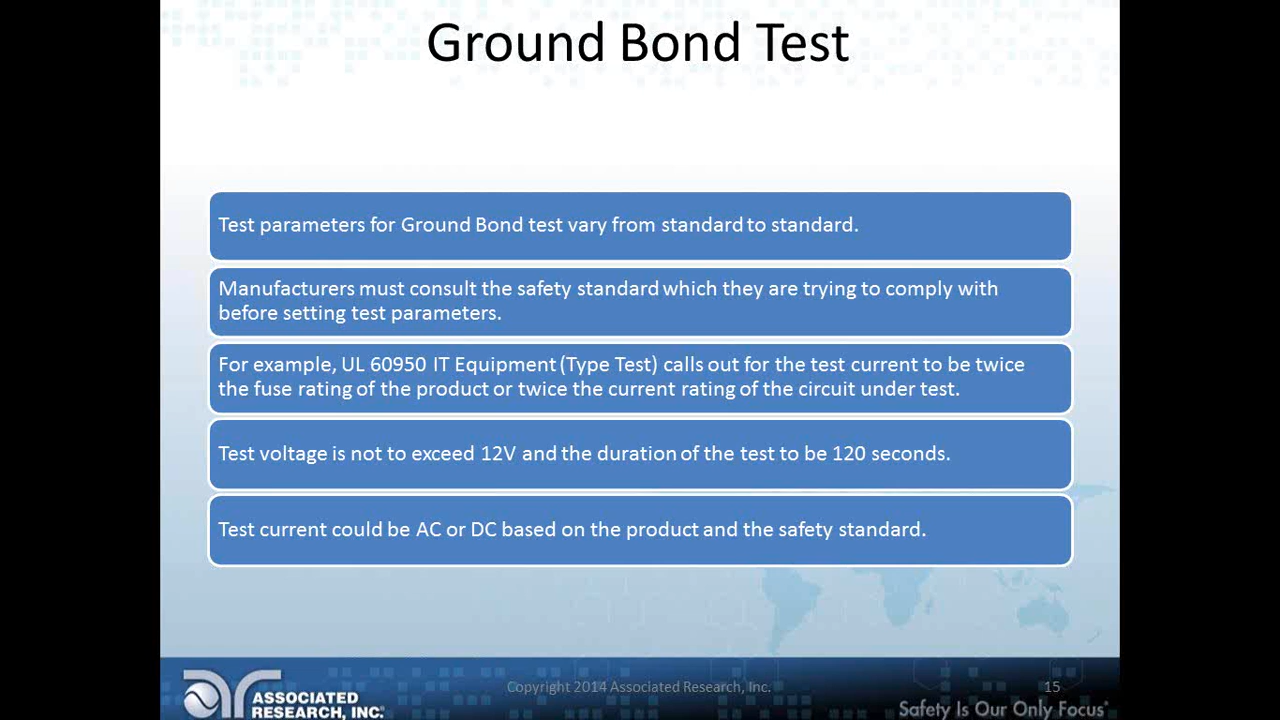 Ground Bond Test
Test parameters for Ground Bond test vary from standard to standard.
Manufacturers must consult the safety standard which they are trying to comply with
before setting test parameters.
For example, UL 60950 IT Equipment (Type Test) calls out for the test current to be twice
the fuse rating of the product or twice the current rating of the circuit under test.
Test voltage is not to exceed 12V and the duration of the test to be 120 seconds.
Test current could be AC or DC based on the product and the safety standard.
ASSOCIATED
RESEARCH, INC.
Copyright 2014 Associated Research, Inc.
15
Safety Is Our Only Focus